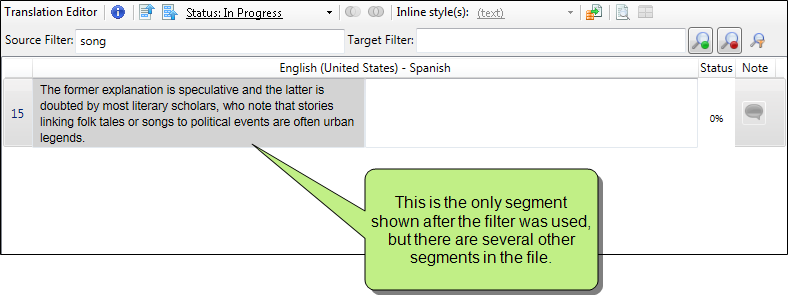 Translation Editor Status: In Progress Inline style(s): (text)
Source Filter: song Target Filter:
English (United States) - Spanish Status Note
15
The former explanation is speculative and the latter is
doubted by most literary scholars, who note that stories
linking folk tales or songs to political events are often urban
legends.
0%
This is the only segment
shown after the filter was used,
but there are several other
segments in the file.